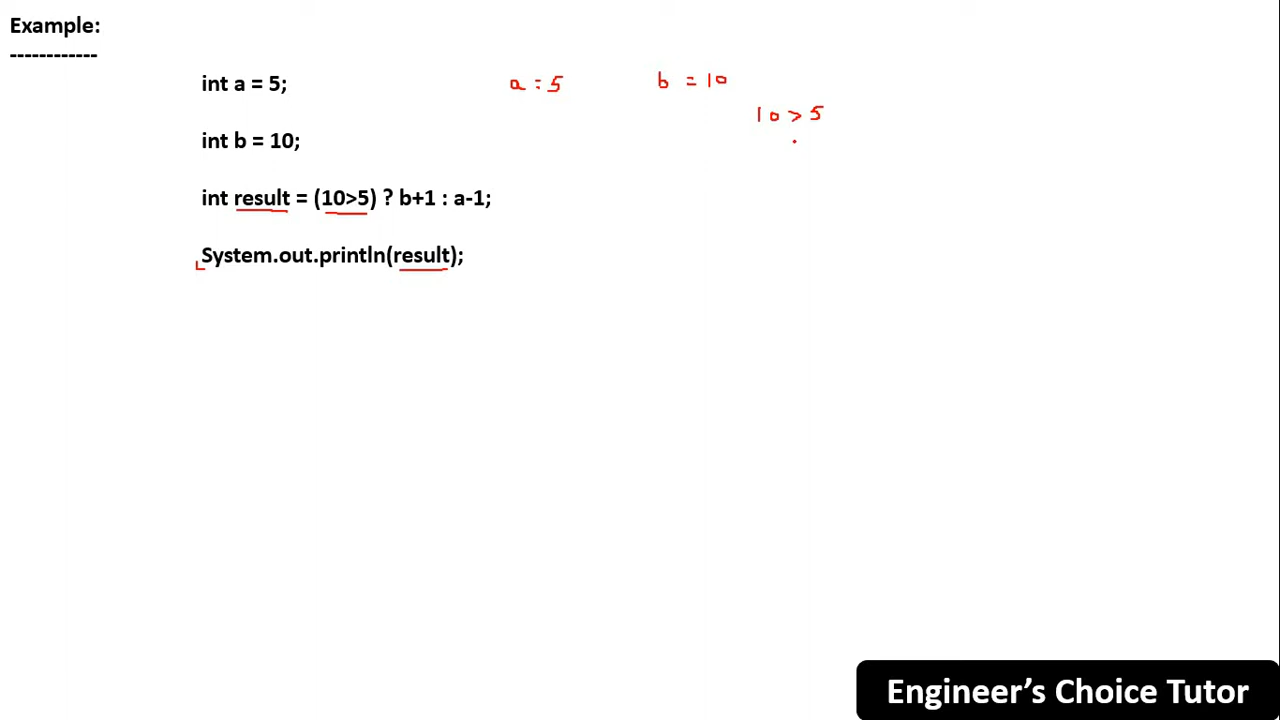 Example:
------------
int a = 5;
a = 5
b = 10
10 > 5
int b = 10;
int result = (10>5) ? b+1 : a-1;
System.out.println(result);
Engineer’s Choice Tutor